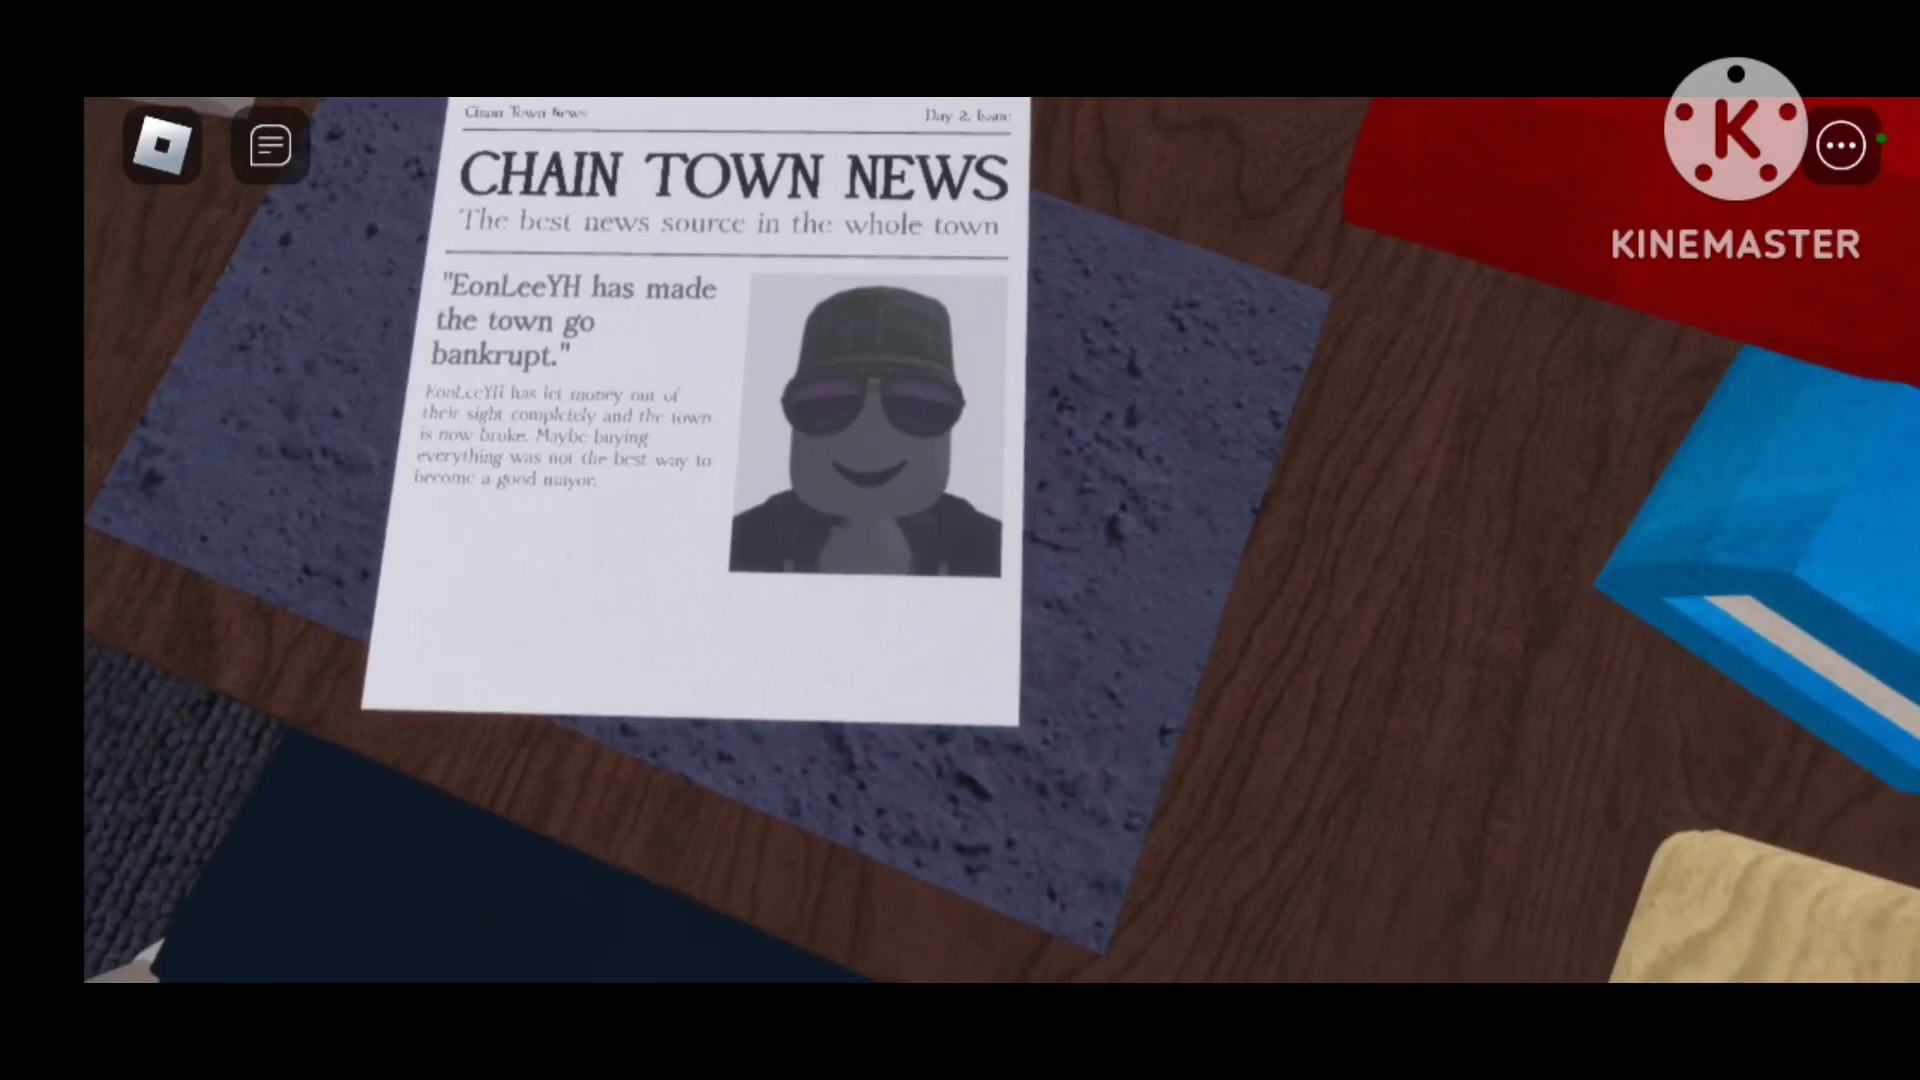 Chain Town News
Day 2, Issue:
CHAIN TOWN NEWS
The best news source in the whole town
"EonLeeYH has made
the town go
bankrupt."
EonLeeYH has let money out of
their sight completely and the town
is now broke. Maybe buying
everything was not the best way to
become a good mayor.
K
KINEMASTER